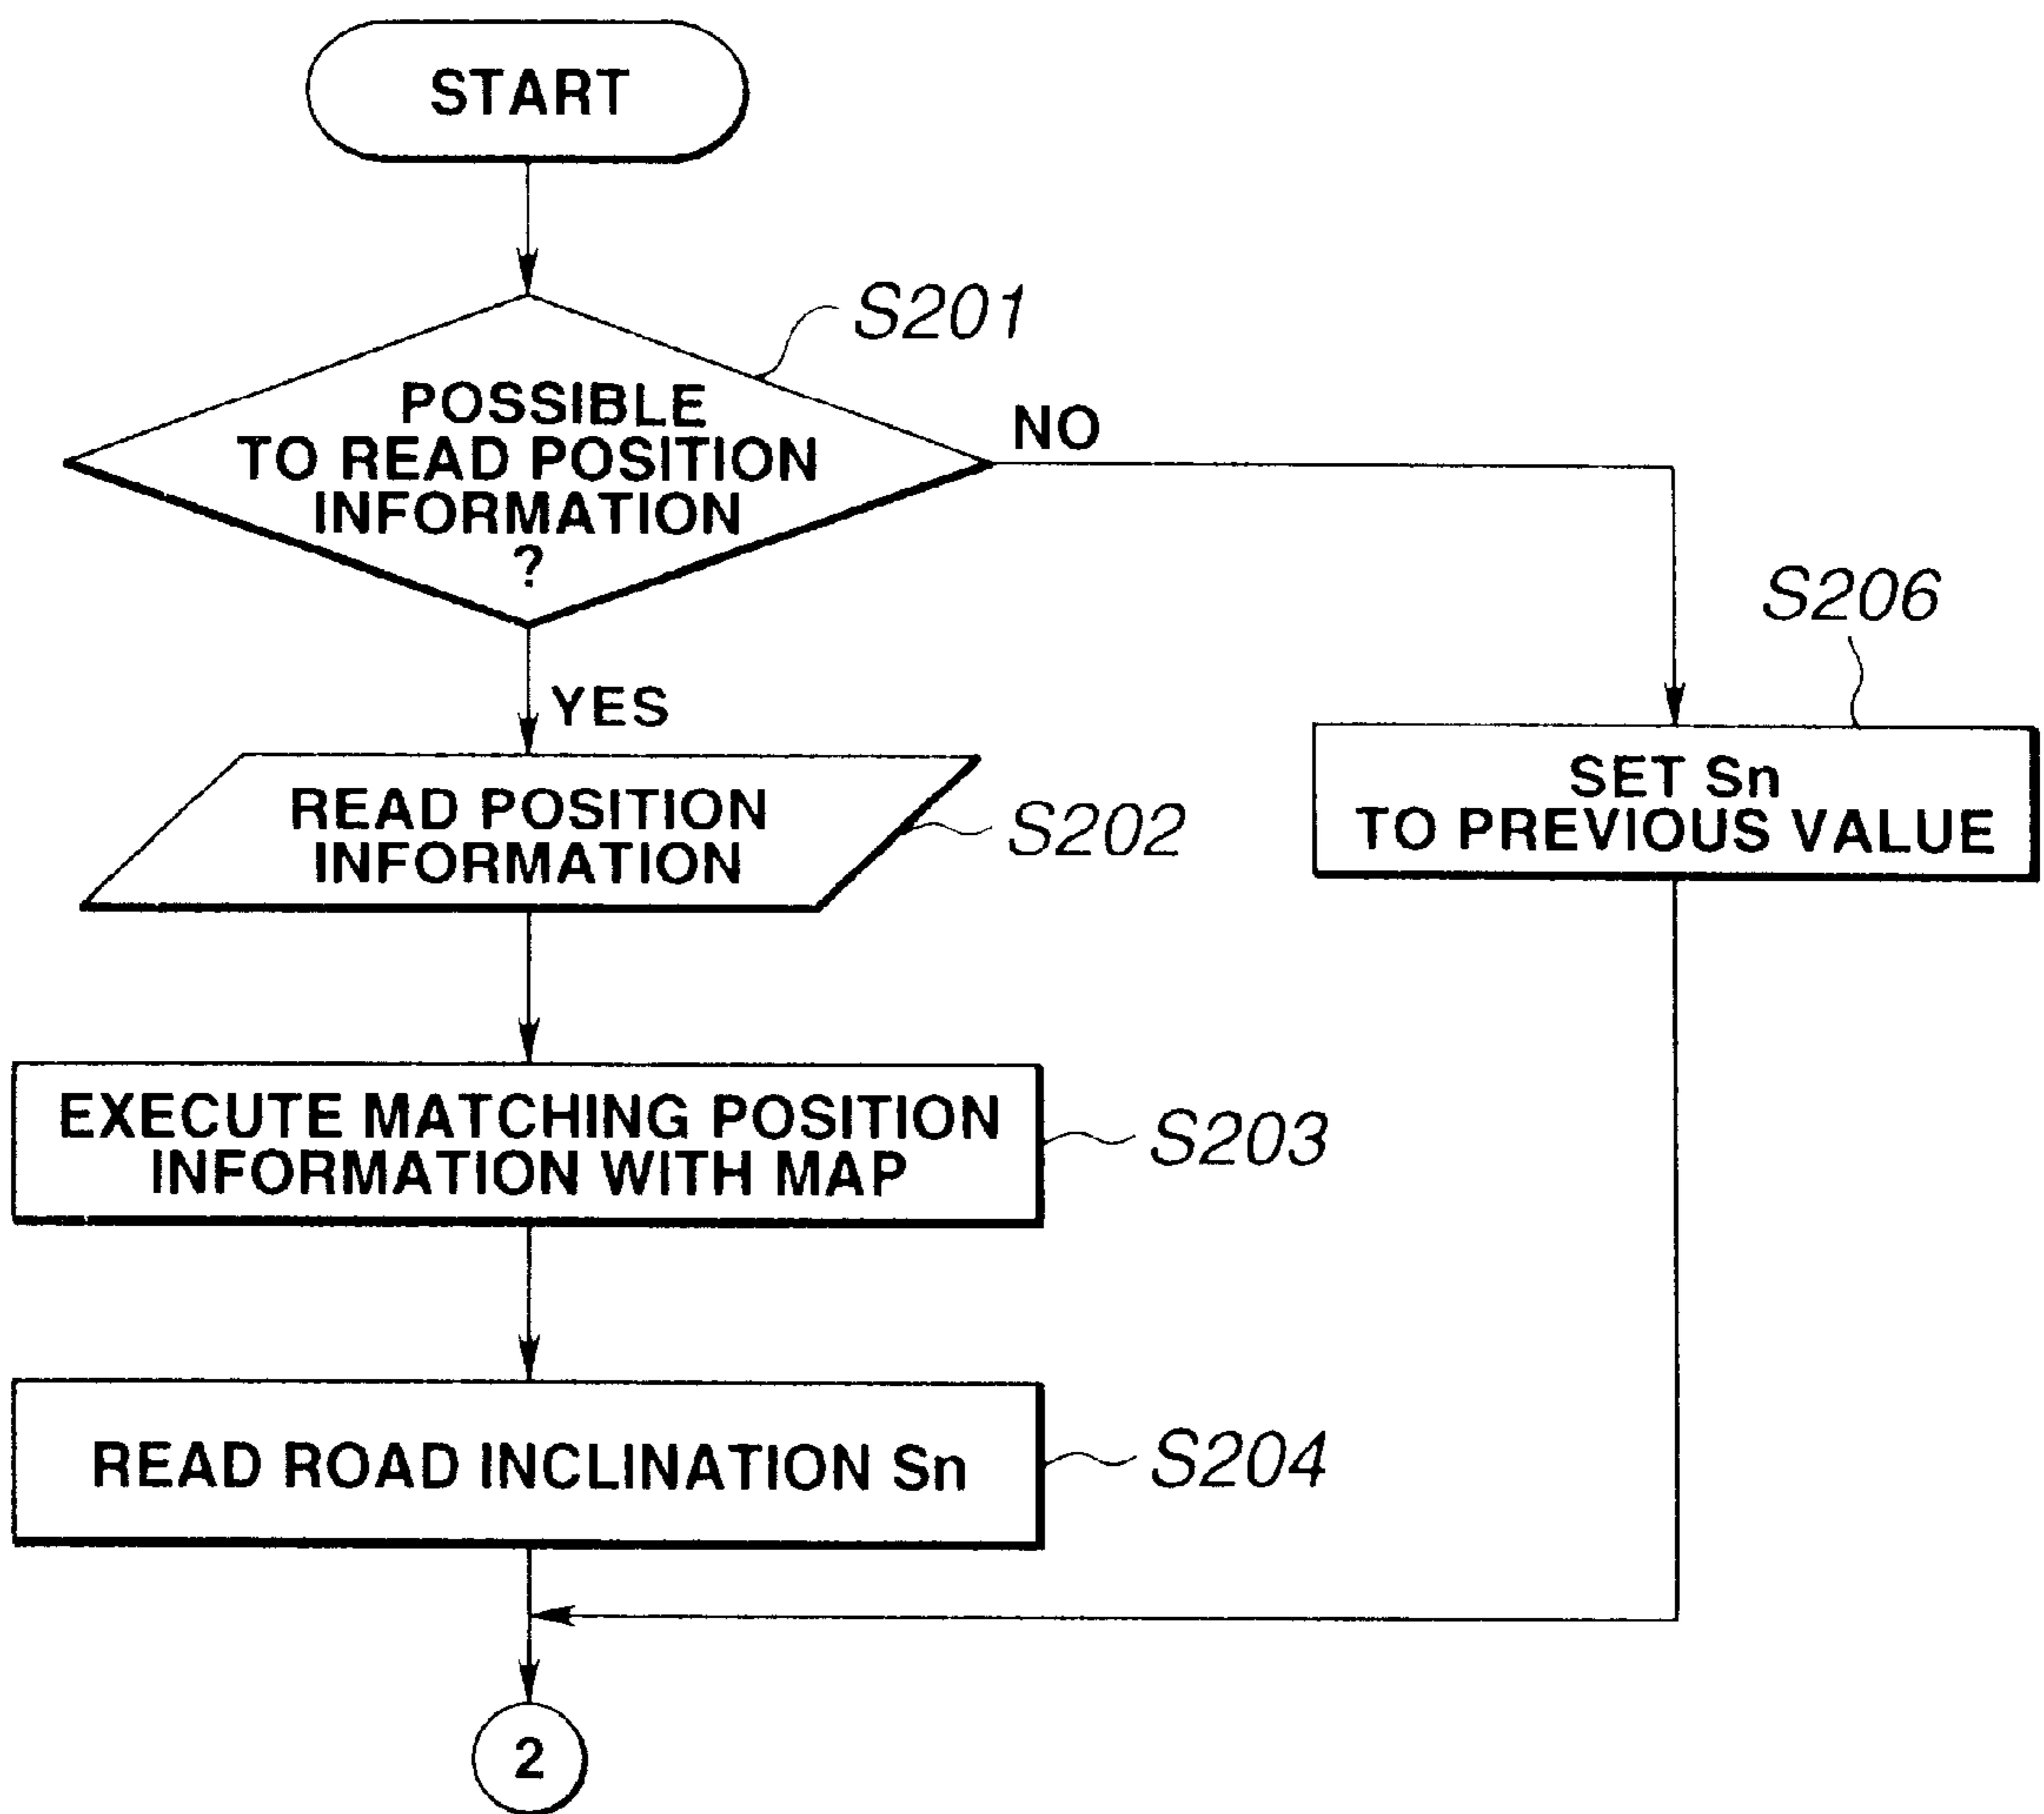 START
S201
POSSIBLE
TO READ POSITION
INFORMATION
?
NO
YES
S206
SET Sn
TO PREVIOUS VALUE
READ POSITION
INFORMATION
S202
EXECUTE MATCHING POSITION
INFORMATION WITH MAP
S203
READ ROAD INCLINATION Sn
S204
2